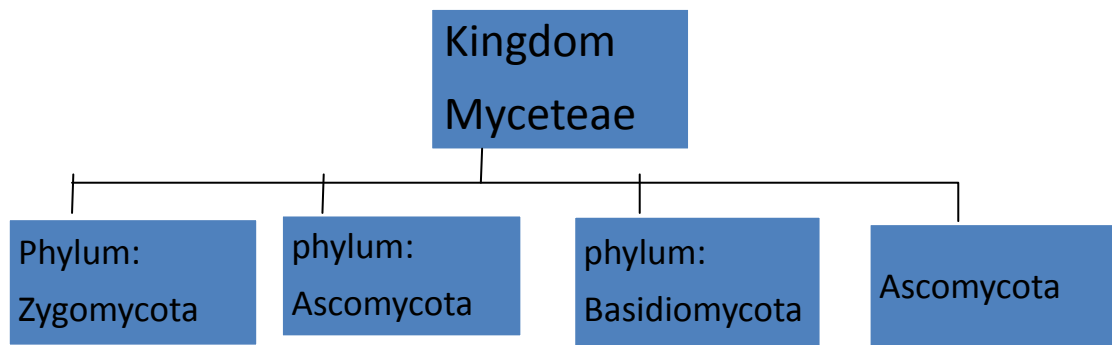 Kingdom
Myceteae
Phylum:
Zygomycota
phylum:
Ascomycota
phylum:
Basidiomycota
Ascomycota